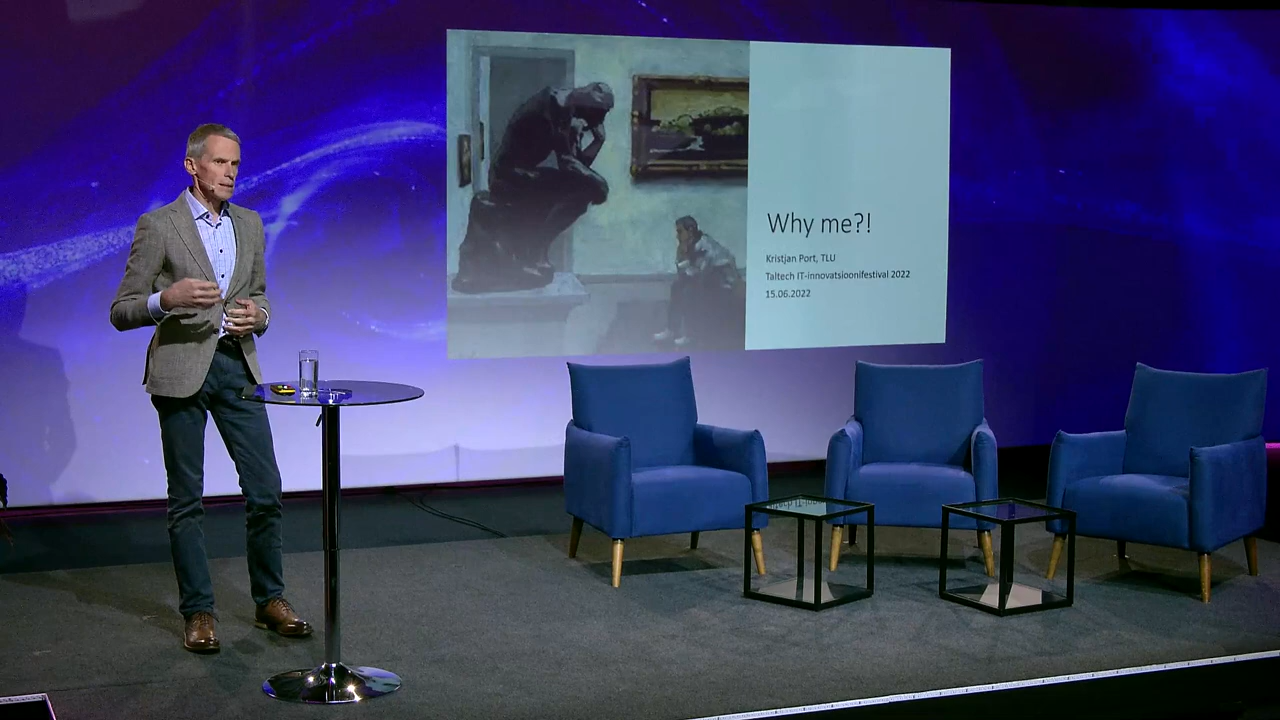 Why me?!
Kristjan Port, TLU
Taltech IT-innovatsioonifestival 2022
15.06.2022